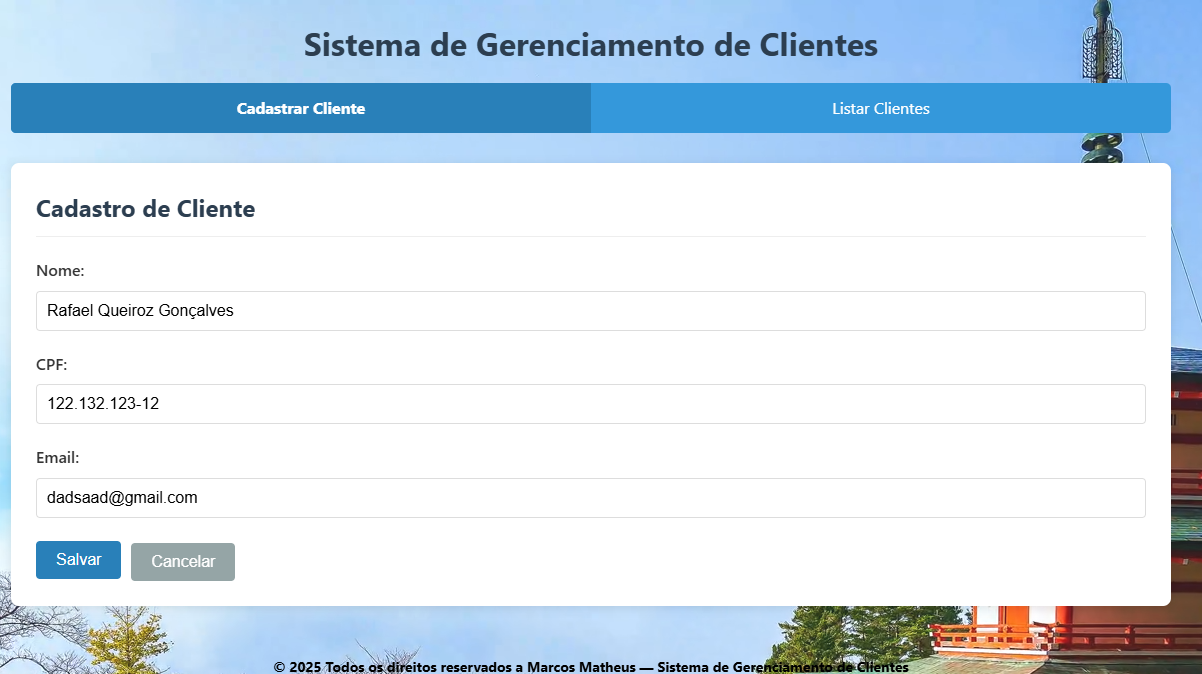 Sistema de Gerenciamento de Clientes
Cadastrar Cliente
Listar Clientes
Cadastro de Cliente
Nome:
Rafael Queiroz Gonçalves
CPF:
122.132.123-12
Email:
dadsaad@gmail.com
Salvar
Cancelar
© 2025 Todos os direitos reservados a Marcos Matheus — Sistema de Gerenciamento de Clientes